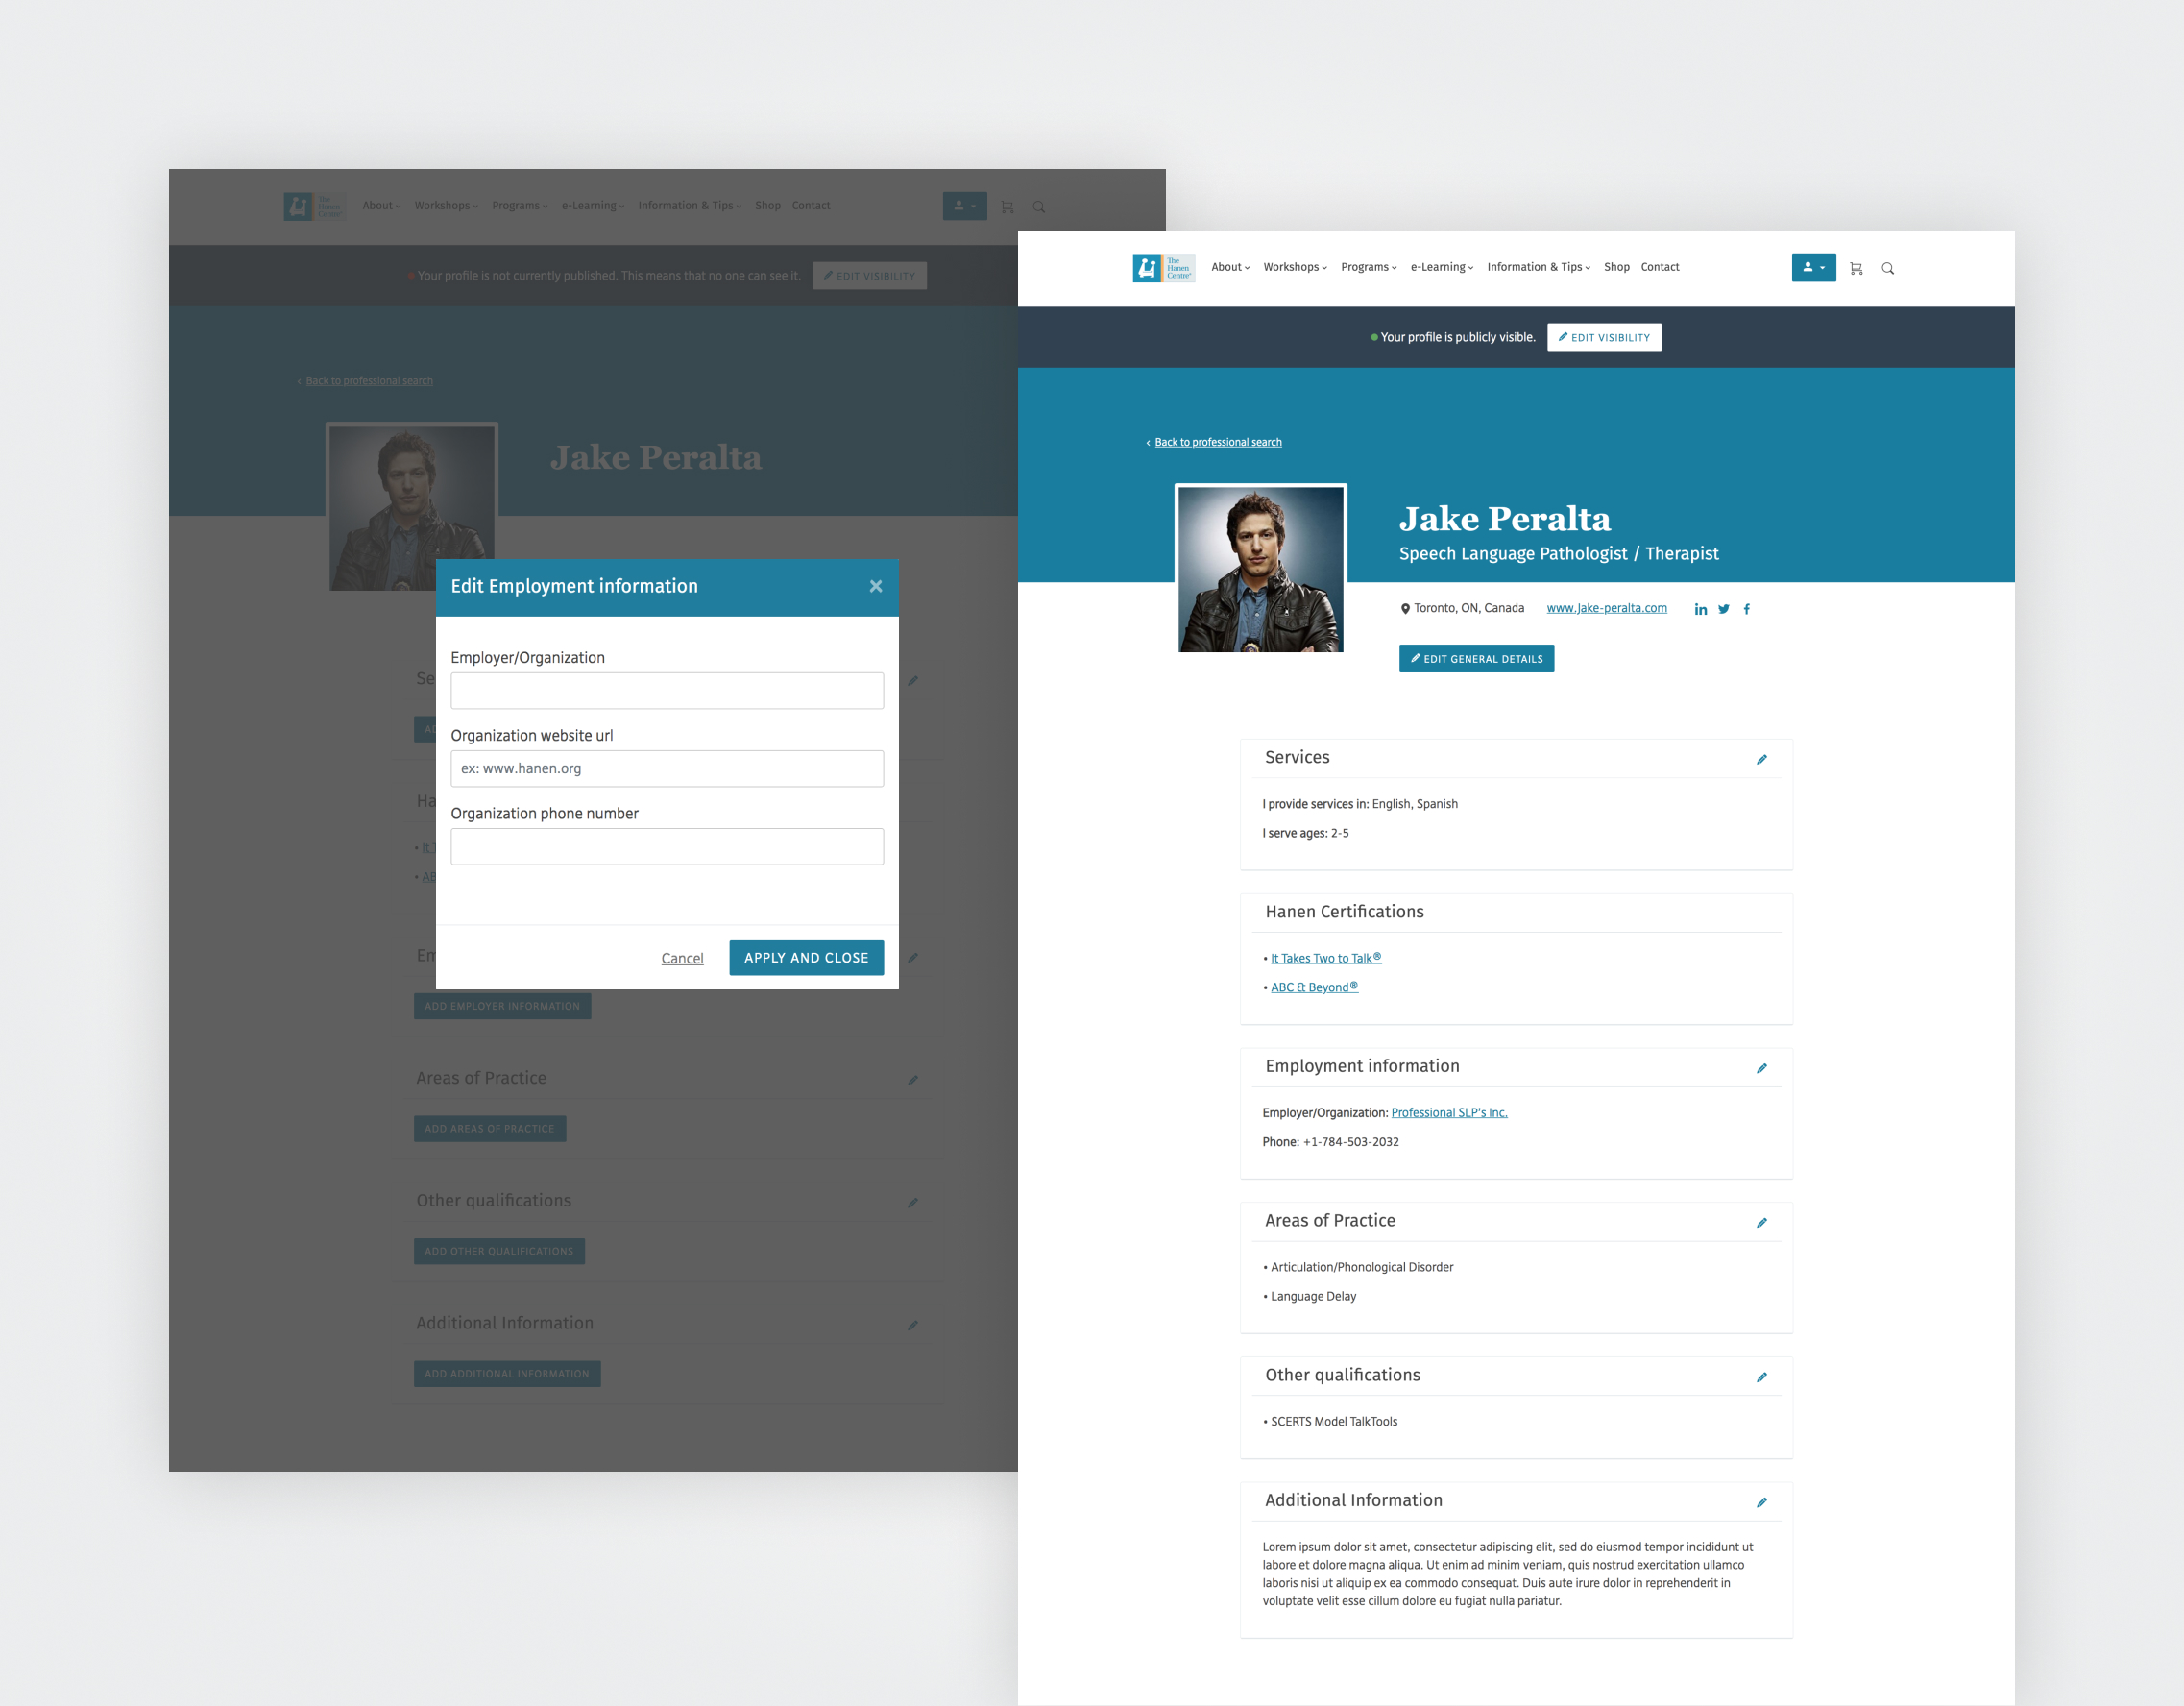 The
Hanen
Centre®
About Workshops Programs e-Learning Information & Tips Shop Contact
Your profile is not currently published. This means that no one can see it. EDIT VISIBILITY
‹ Back to professional search
Jake Peralta
Se
AD
Ha
• It T
• AB
Em
ADD EMPLOYER INFORMATION
Areas of Practice
ADD AREAS OF PRACTICE
Other qualifications
ADD OTHER QUALIFICATIONS
Additional Information
ADD ADDITIONAL INFORMATION
Edit Employment information ×
Employer/Organization
Organization website url
ex: www.hanen.org
Organization phone number
Cancel APPLY AND CLOSE
The
Hanen
Centre®
About Workshops Programs e-Learning Information & Tips Shop Contact
Your profile is publicly visible. EDIT VISIBILITY
‹ Back to professional search
Jake Peralta
Speech Language Pathologist / Therapist
Toronto, ON, Canada www.jake-peralta.com in f
EDIT GENERAL DETAILS
Services
I provide services in: English, Spanish
I serve ages: 2-5
Hanen Certifications
• It Takes Two to Talk®
• ABC & Beyond®
Employment information
Employer/Organization: Professional SLP's Inc.
Phone: +1-784-503-2032
Areas of Practice
• Articulation/Phonological Disorder
• Language Delay
Other qualifications
• SCERTS Model TalkTools
Additional Information
Lorem ipsum dolor sit amet, consectetur adipiscing elit, sed do eiusmod tempor incididunt ut
labore et dolore magna aliqua. Ut enim ad minim veniam, quis nostrud exercitation ullamco
laboris nisi ut aliquip ex ea commodo consequat. Duis aute irure dolor in reprehenderit in
voluptate velit esse cillum dolore eu fugiat nulla pariatur.